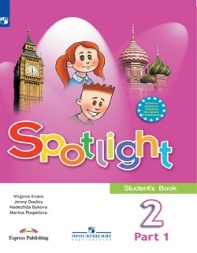 Spotlight
Virginia Evans
Jenny Dooley
Nadezhda Bykova
Marina Pospelova
Student's Book
2
Part 1
Express Publishing
ПРОСВЕЩЕНИЕ